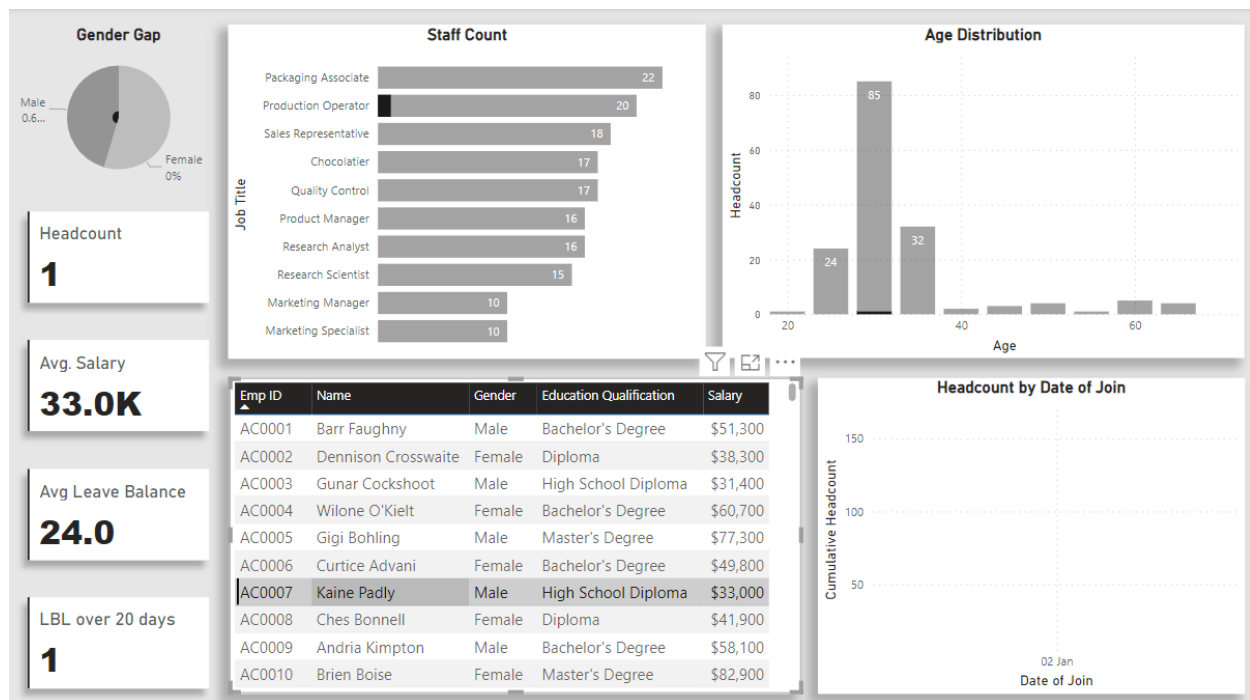 Gender Gap
Male
0.6...
Female
0%
Headcount
1
Avg. Salary
33.0K
Avg Leave Balance
24.0
LBL over 20 days
1
Staff Count
Job Title
Packaging Associate 22
Production Operator 20
Sales Representative 18
Chocolatier 17
Quality Control 17
Product Manager 16
Research Analyst 16
Research Scientist 15
Marketing Manager 10
Marketing Specialist 10
Age Distribution
Headcount
80
60
40
20
0
24
85
32
20 40 60
Age
Emp ID Name Gender Education Qualification Salary
AC0001 Barr Faughny Male Bachelor's Degree $51,300
AC0002 Dennison Crosswaite Female Diploma $38,300
AC0003 Gunar Cockshoot Male High School Diploma $31,400
AC0004 Wilone O'Kielt Female Bachelor's Degree $60,700
AC0005 Gigi Bohling Male Master's Degree $77,300
AC0006 Curtice Advani Female Bachelor's Degree $49,800
AC0007 Kaine Padly Male High School Diploma $33,000
AC0008 Ches Bonnell Female Diploma $41,900
AC0009 Andria Kimpton Male Bachelor's Degree $58,100
AC0010 Brien Boise Female Master's Degree $82,900
Headcount by Date of Join
Cumulative Headcount
150
100
50
02 Jan
Date of Join